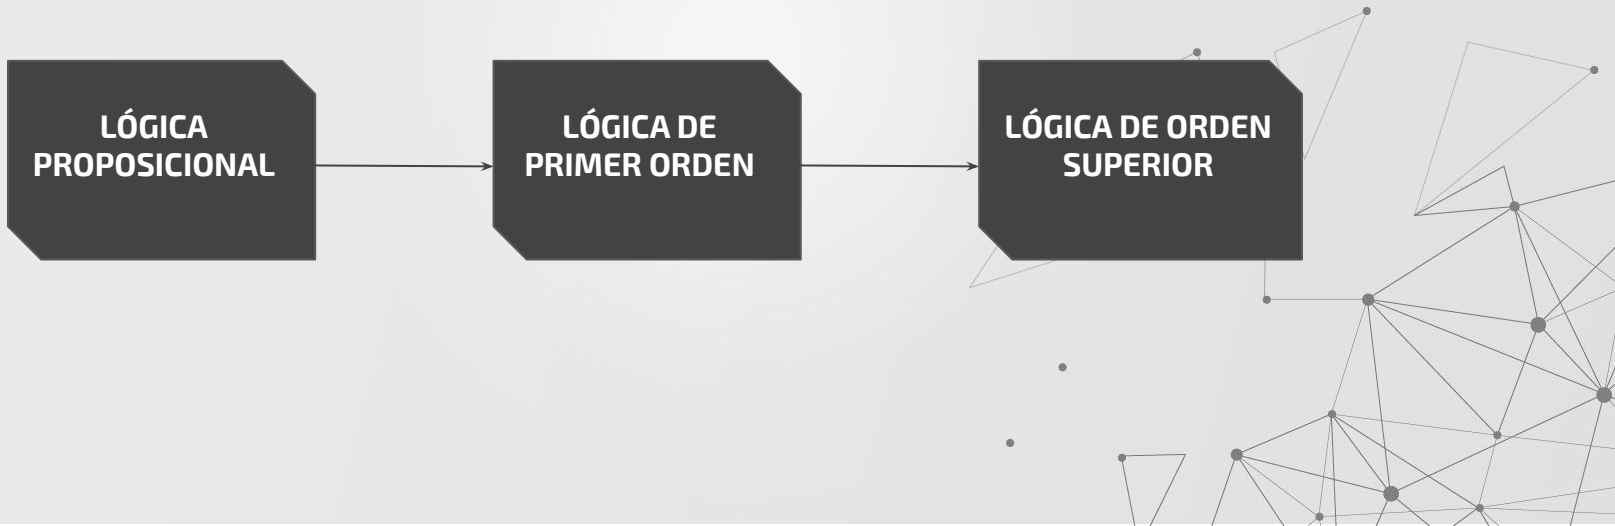 LÓGICA
PROPOSICIONAL
LÓGICA DE
PRIMER ORDEN
LÓGICA DE ORDEN
SUPERIOR